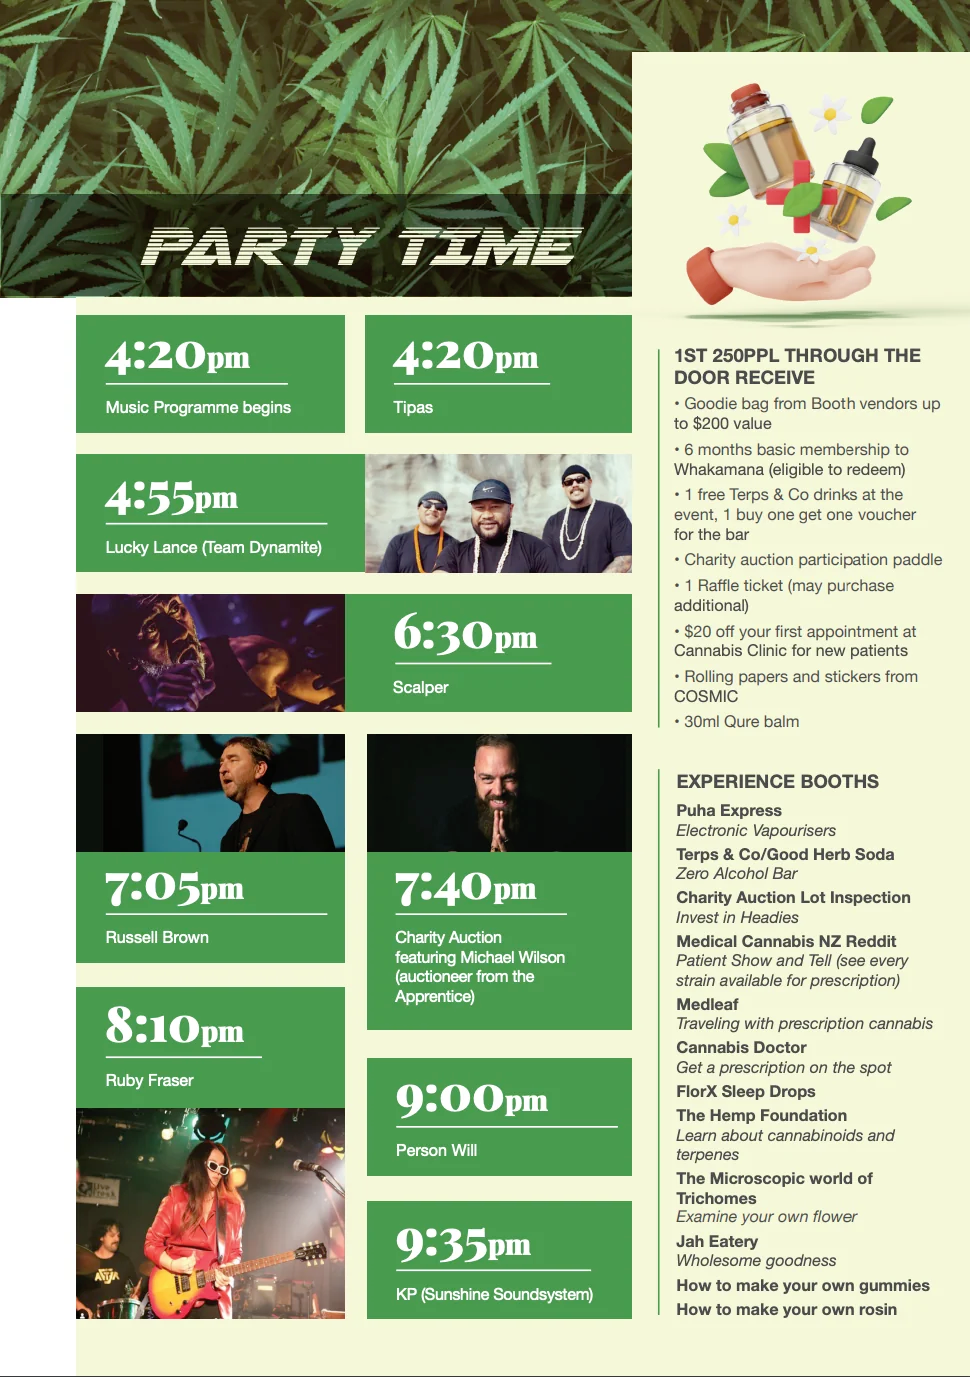 PARTY TIME
4:20pm
Music Programme begins
4:20pm
Tipas
4:55pm
Lucky Lance (Team Dynamite)
6:30pm
Scalper
7:05pm
Russell Brown
7:40pm
Charity Auction
featuring Michael Wilson
(auctioneer from the
Apprentice)
8:10pm
Ruby Fraser
9:00pm
Person Will
9:35pm
KP (Sunshine Soundsystem)
1ST 250PPL THROUGH THE
DOOR RECEIVE
• Goodie bag from Booth vendors up
to $200 value
• 6 months basic membership to
Whakamana (eligible to redeem)
• 1 free Terps & Co drinks at the
event, 1 buy one get one voucher
for the bar
• Charity auction participation paddle
• 1 Raffle ticket (may purchase
additional)
• $20 off your first appointment at
Cannabis Clinic for new patients
• Rolling papers and stickers from
COSMIC
• 30ml Qure balm
EXPERIENCE BOOTHS
Puha Express
Electronic Vapourisers
Terps & Co/Good Herb Soda
Zero Alcohol Bar
Charity Auction Lot Inspection
Invest in Headies
Medical Cannabis NZ Reddit
Patient Show and Tell (see every
strain available for prescription)
Medleaf
Traveling with prescription cannabis
Cannabis Doctor
Get a prescription on the spot
FlorX Sleep Drops
The Hemp Foundation
Learn about cannabinoids and
terpenes
The Microscopic world of
Trichomes
Examine your own flower
Jah Eatery
Wholesome goodness
How to make your own gummies
How to make your own rosin